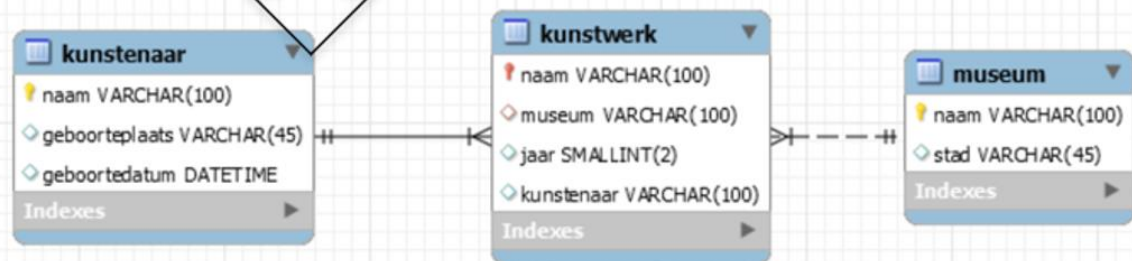 kunstenaar
naam VARCHAR(100)
geboorteplaats VARCHAR(45)
geboortedatum DATETIME
Indexes
kunstwerk
naam VARCHAR(100)
museum VARCHAR(100)
jaar SMALLINT(2)
kunstenaar VARCHAR(100)
Indexes
museum
naam VARCHAR(100)
stad VARCHAR(45)
Indexes